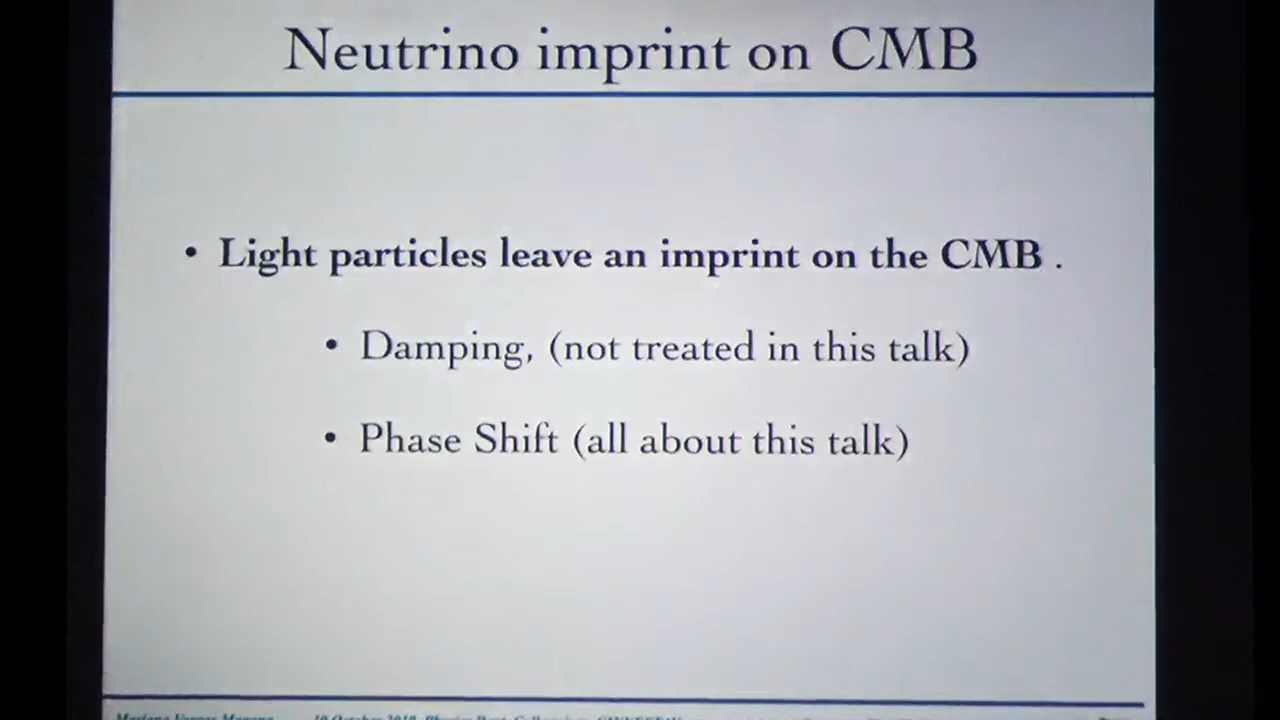 Neutrino imprint on CMB
• Light particles leave an imprint on the CMB .
• Damping, (not treated in this talk)
• Phase Shift (all about this talk)